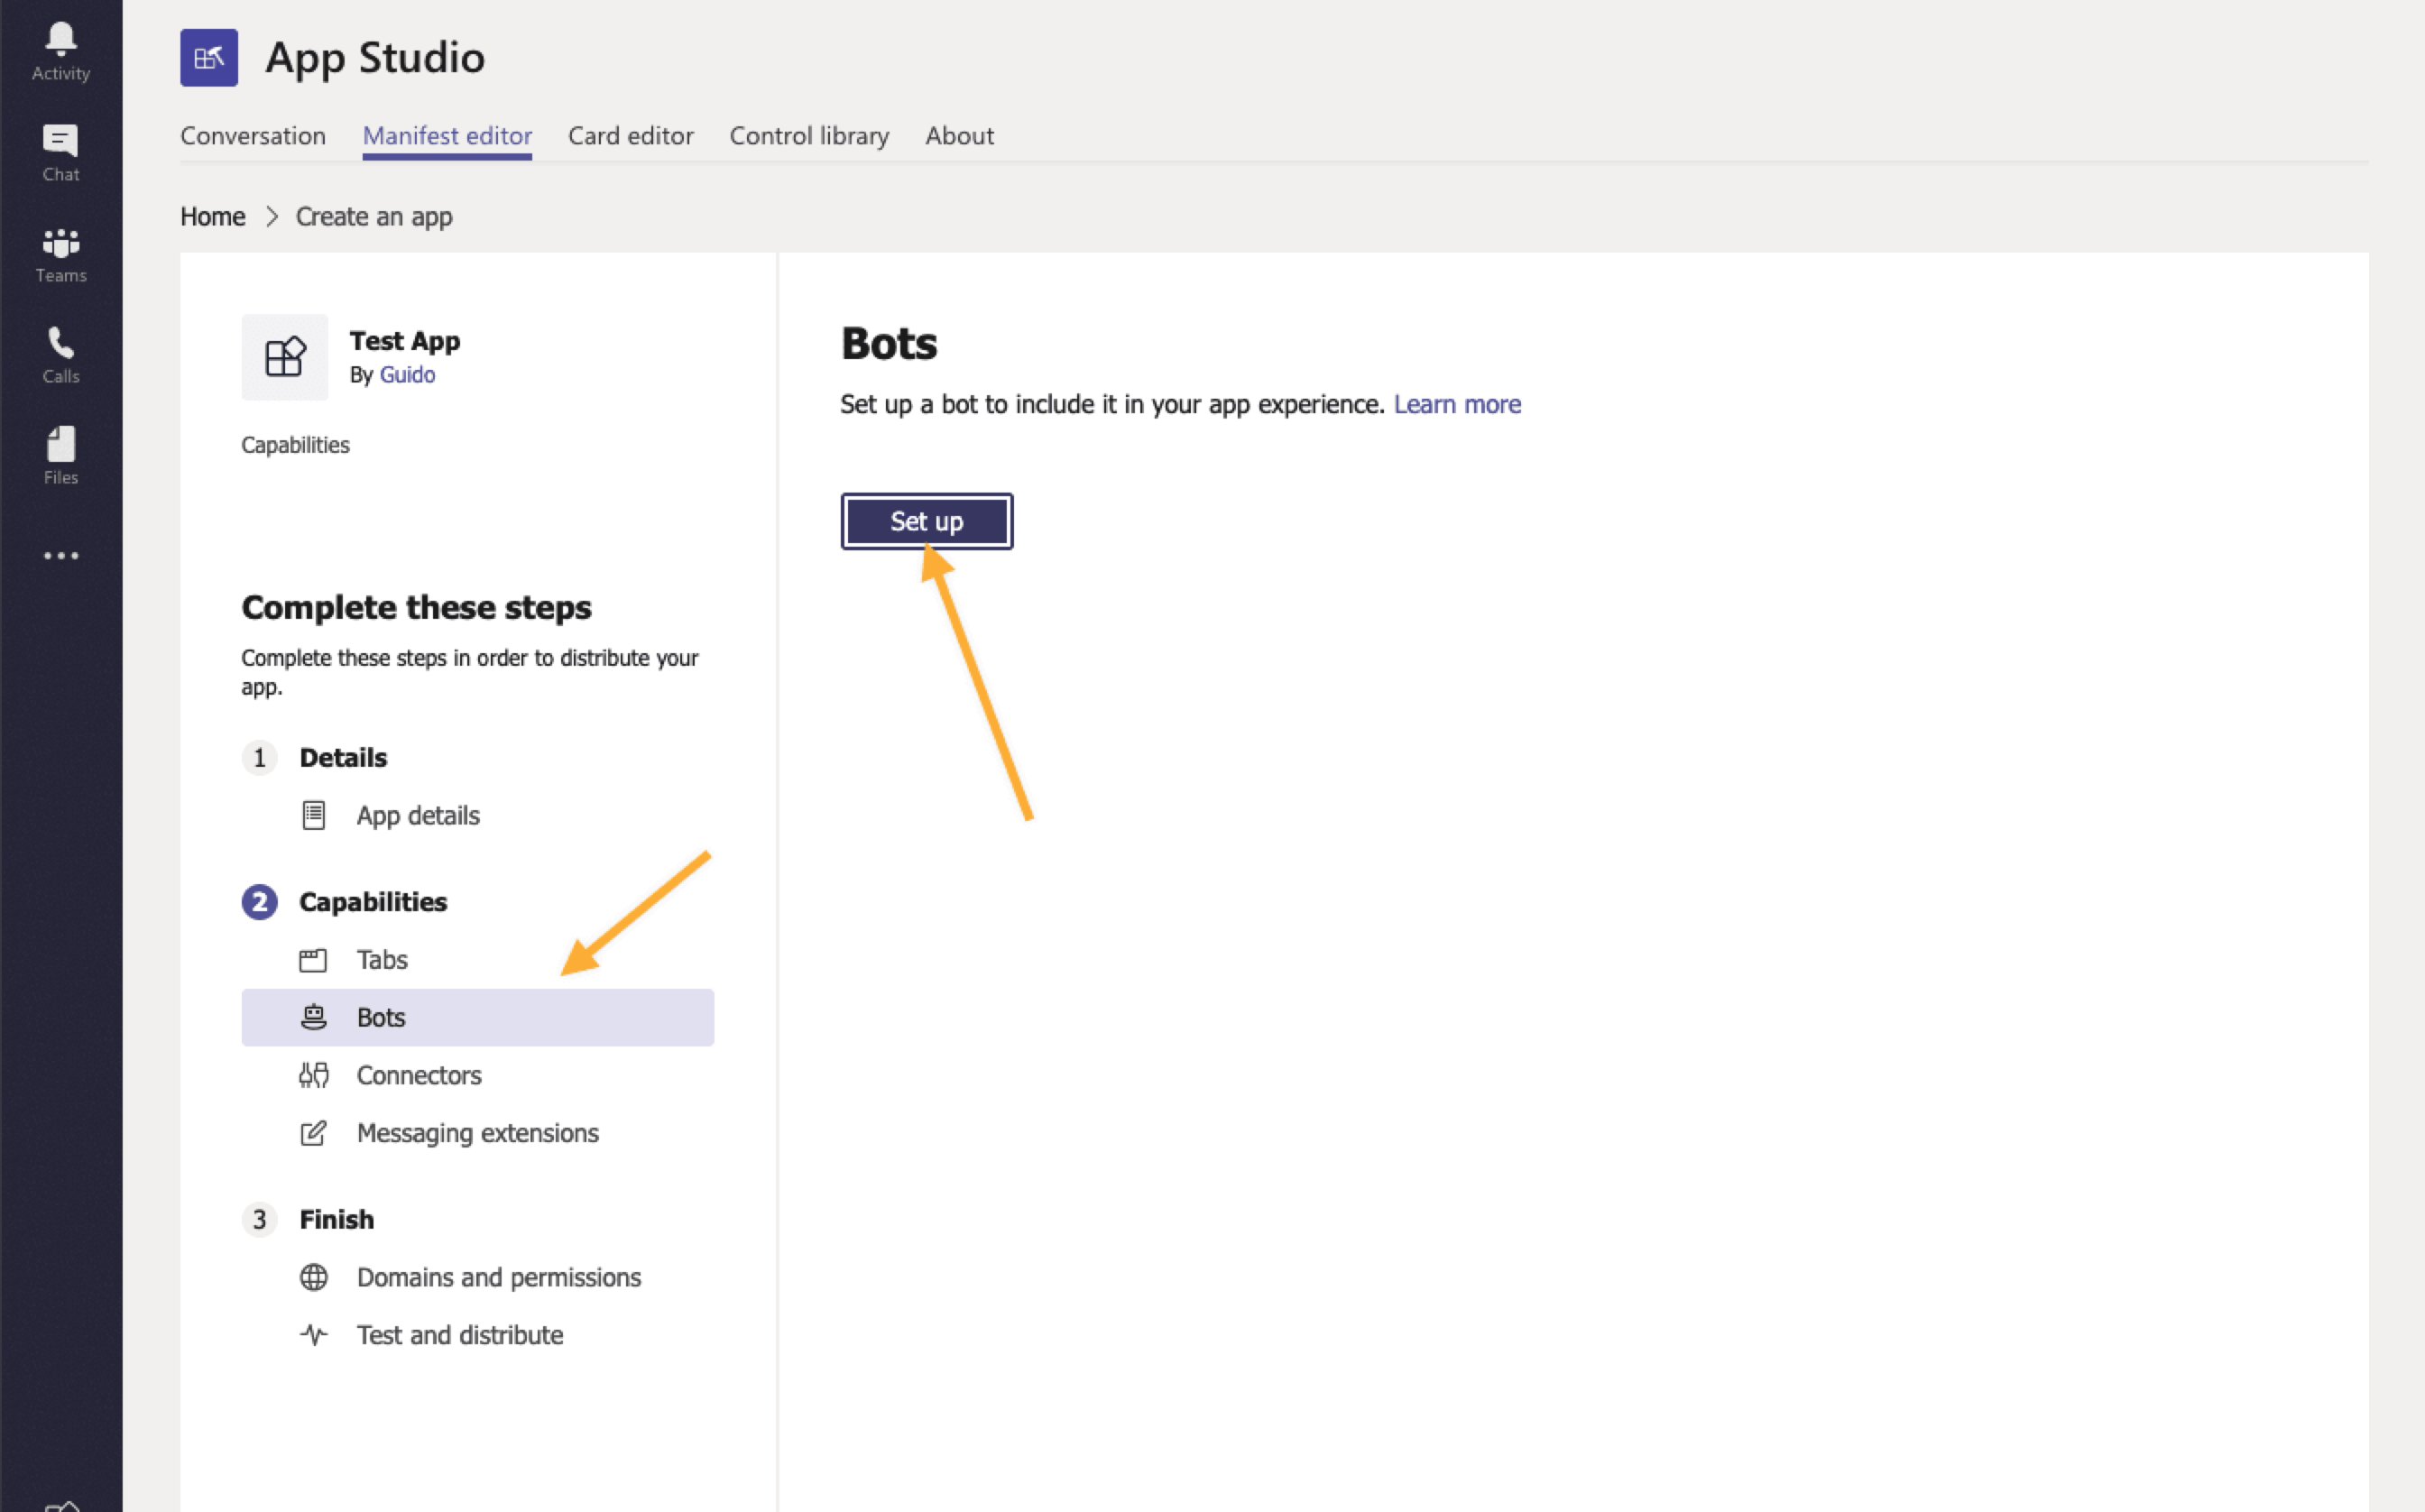 Activity
Chat
Teams
Calls
Files
App Studio
Conversation Manifest editor Card editor Control library About
Home > Create an app
Test App
By Guido
Capabilities
Complete these steps
Complete these steps in order to distribute your
app.
1 Details
App details
2 Capabilities
Tabs
Bots
Connectors
Messaging extensions
3 Finish
Domains and permissions
Test and distribute
Bots
Set up a bot to include it in your app experience. Learn more
Set up